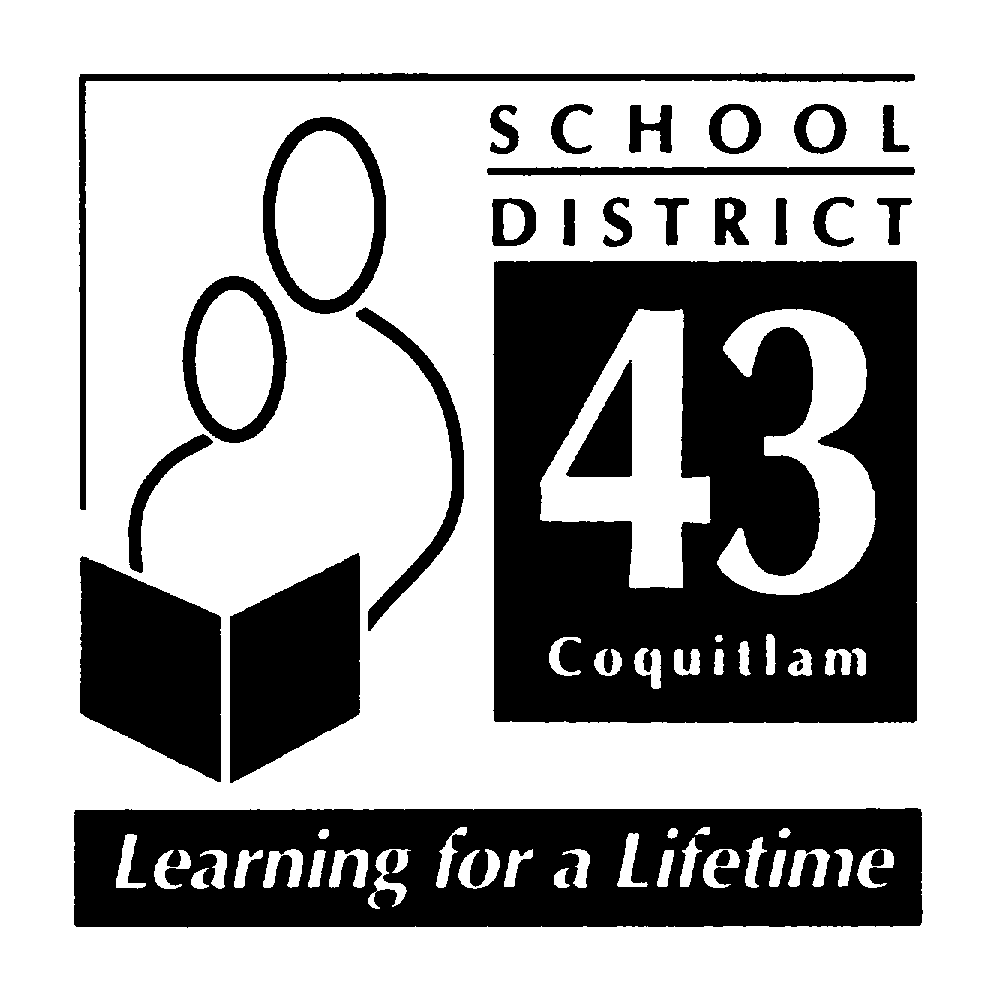 SCHOOL
DISTRICT
43
Coquitlam
Learning for a Lifetime